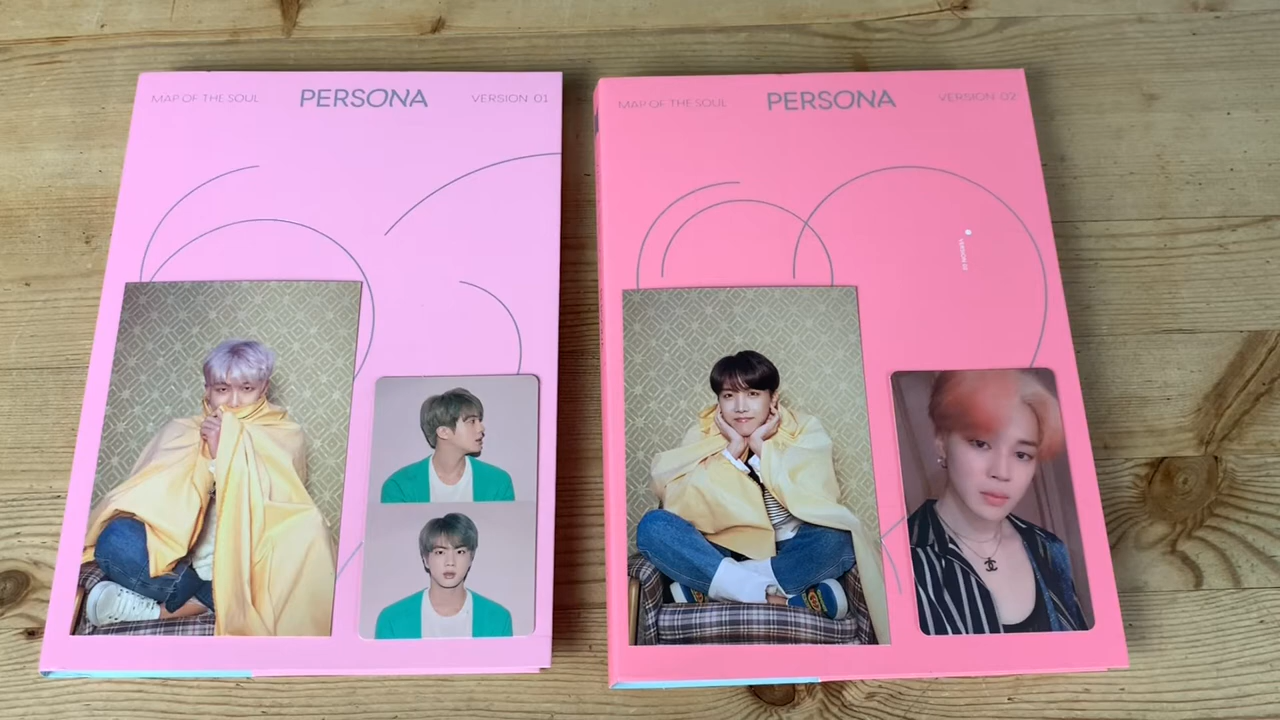 MAP OF THE SOUL PERSONA VERSION 01
MAP OF THE SOUL PERSONA VERSION 02